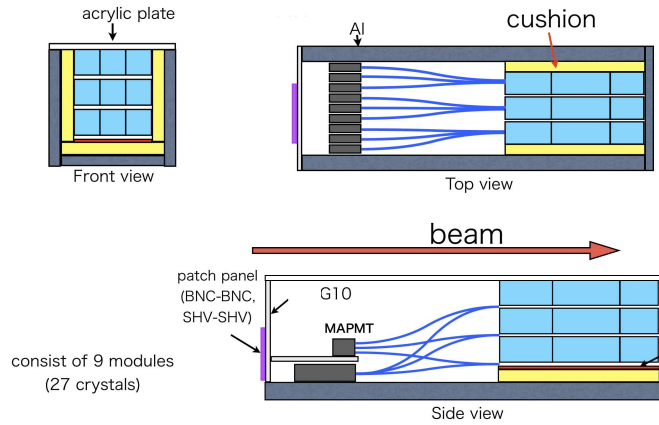 acrylic plate
Front view
Al
cushion
Top view
beam
patch panel
(BNC-BNC,
SHV-SHV)
G10
MAPMT
consist of 9 modules
(27 crystals)
Side view